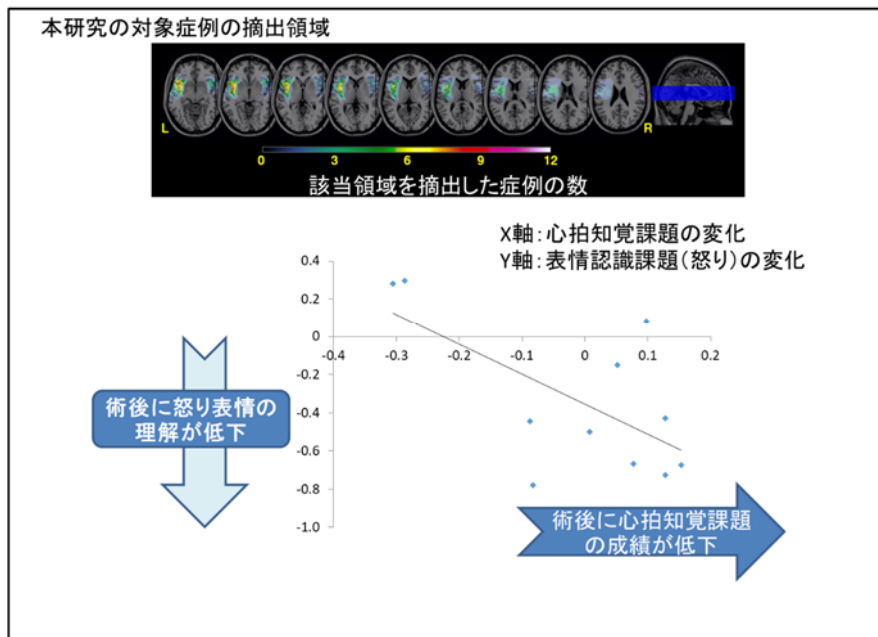 本研究の対象症例の摘出領域
L
R
0 3 6 9 12
該当領域を摘出した症例の数
X軸：心拍知覚課題の変化
Y軸：表情認識課題（怒り）の変化
0.4
0.2
0
-0.4 -0.3 -0.2 -0.1 0 0.1 0.2
-0.2
-0.4
-0.6
-0.8
-1.0
術後に怒り表情の
理解が低下
術後に心拍知覚課題
の成績が低下